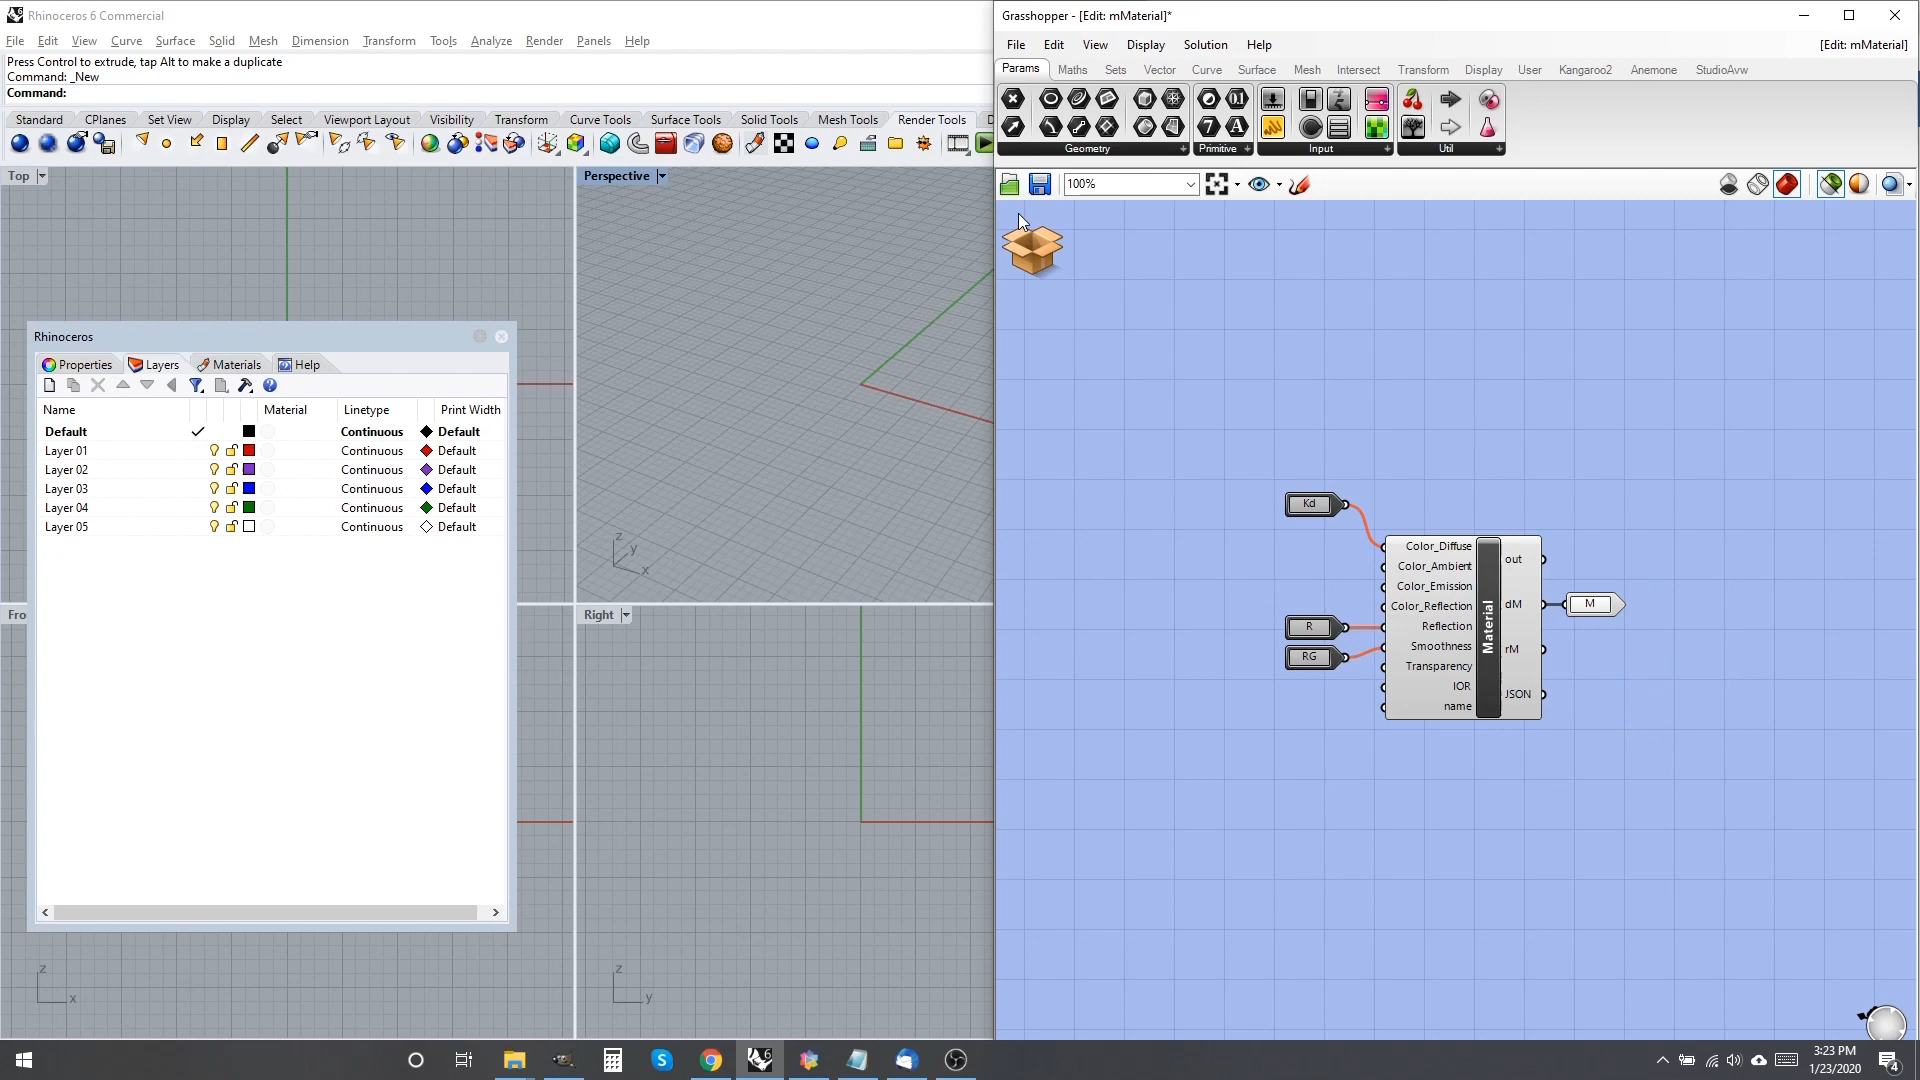 Rhinoceros 6 Commercial
File Edit View Curve Surface Solid Mesh Dimension Transform Tools Analyze Render Panels Help
Press Control to extrude, tap Alt to make a duplicate
Command: _New
Command:
Standard CPlanes Set View Display Select Viewport Layout Visibility Transform Curve Tools Surface Tools Solid Tools Mesh Tools Render Tools D
Top
Perspective
Rhinoceros
Properties Layers Materials Help
Name Material Linetype Print Width
Default Continuous Default
Layer 01 Continuous Default
Layer 02 Continuous Default
Layer 03 Continuous Default
Layer 04 Continuous Default
Layer 05 Continuous Default
z
y
x
Fro
Right
z
x
z
y
Grasshopper - [Edit: mMaterial]*
File Edit View Display Solution Help
[Edit: mMaterial]
Params Maths Sets Vector Curve Surface Mesh Intersect Transform Display User Kangaroo2 Anemone StudioAvw
Geometry + Primitive + Input + Util +
100%
Kd
R
RG
Color_Diffuse
Color_Ambient
Color_Emission
Color_Reflection
Reflection
Smoothness
Transparency
IOR
name
Material
out
dM
rM
JSON
M
3:23 PM
1/23/2020
4